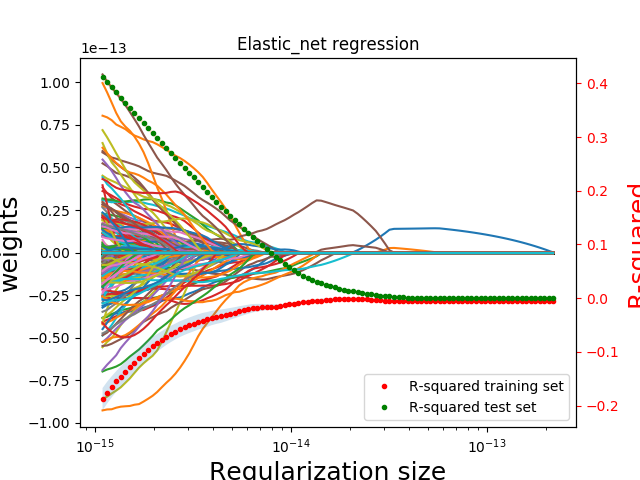 Elastic_net regression
1e−13
1.00
0.75
0.50
0.25
0.00
−0.25
−0.50
−0.75
−1.00
weights
0.4
0.3
0.2
0.1
0.0
−0.1
−0.2
R-squared
R-squared training set
R-squared test set
10⁻¹⁵
10⁻¹⁴
10⁻¹³
Regularization size